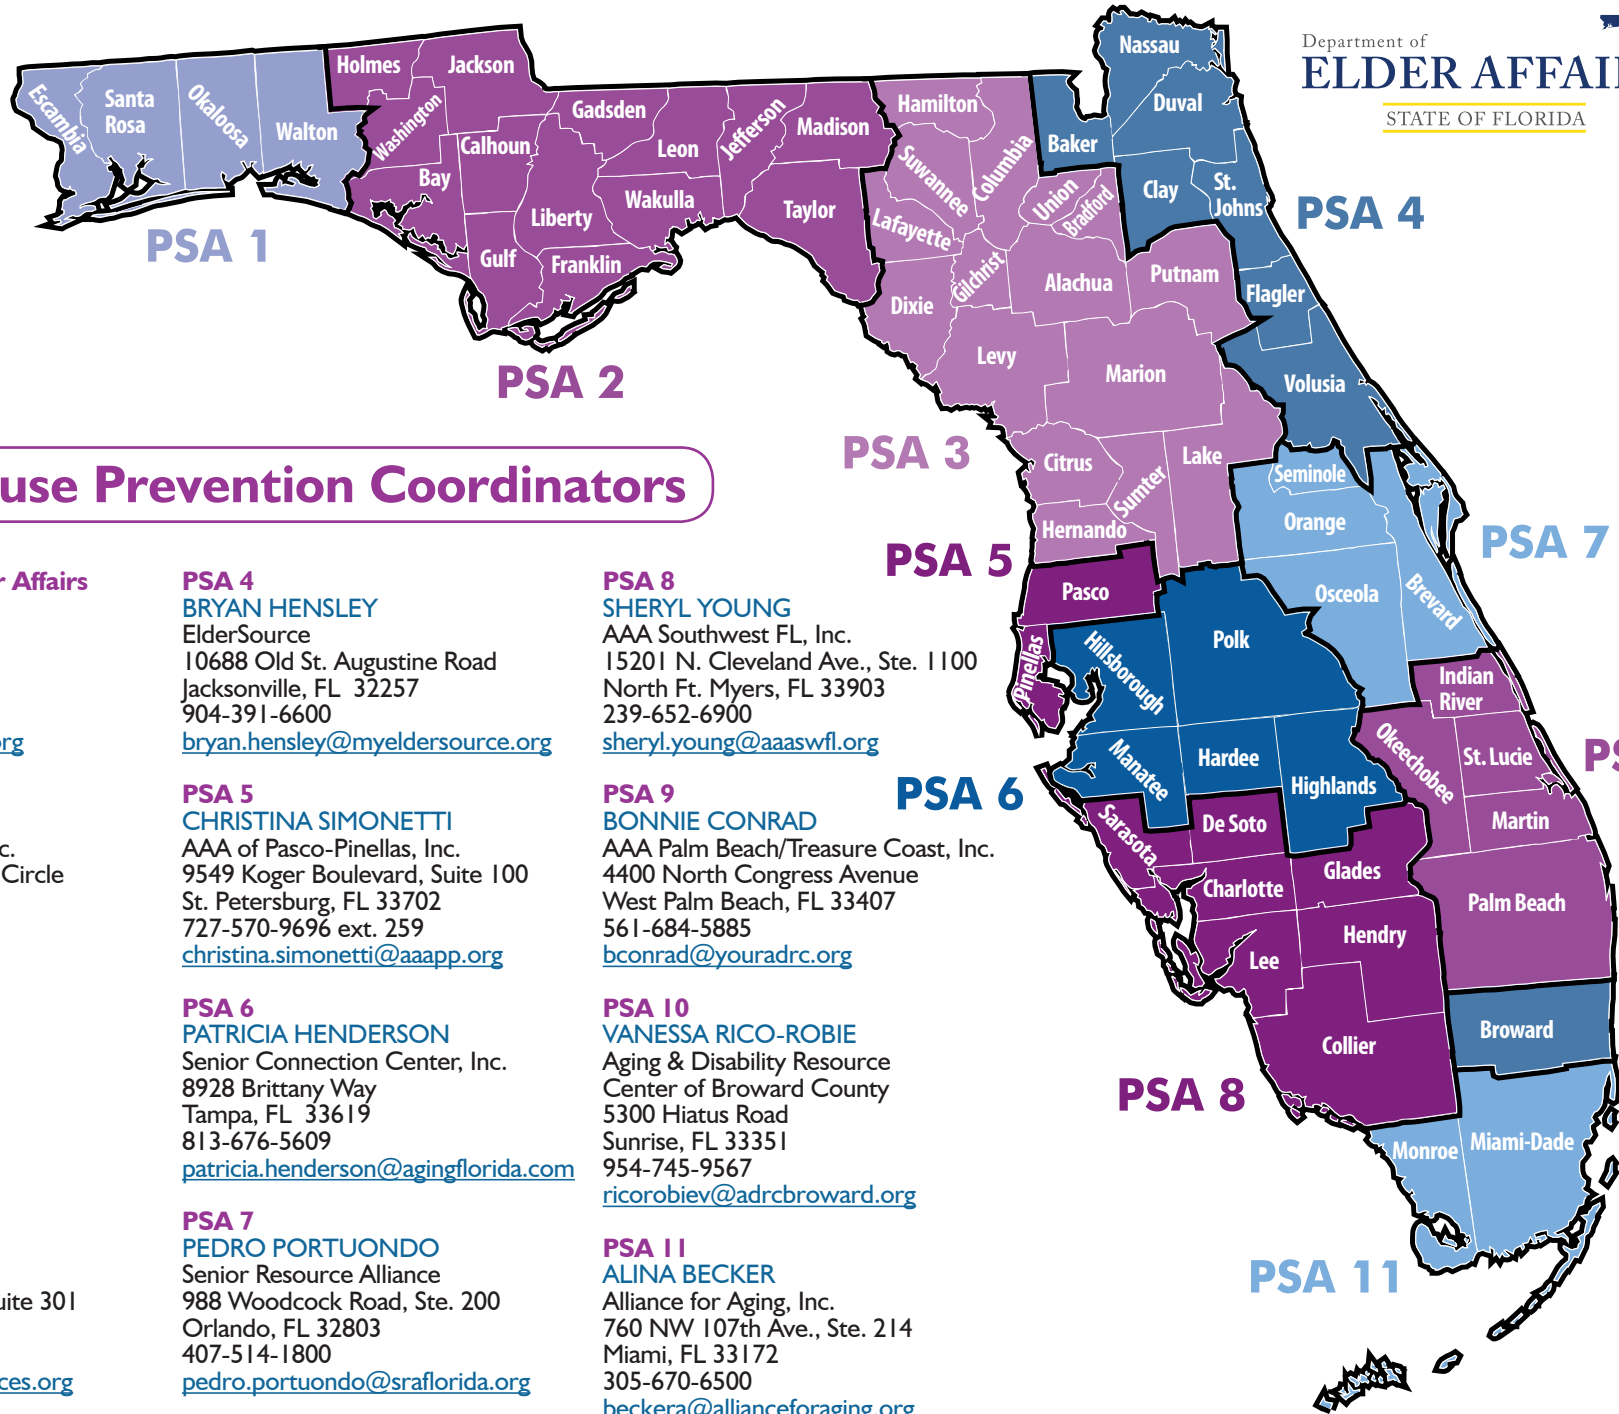 Department of
ELDER AFFAI
STATE OF FLORIDA
Escambia
Santa
Rosa
Okaloosa
Walton
Holmes
Jackson
Washington
Bay
Calhoun
Gulf
Gadsden
Liberty
Franklin
Leon
Wakulla
Jefferson
Madison
Taylor
Hamilton
Suwannee
Columbia
Lafayette
Union
Bradford
Dixie
Gilchrist
Alachua
Putnam
Levy
Marion
Citrus
Sumter
Lake
Hernando
Nassau
Duval
Baker
Clay
St.
Johns
Flagler
Volusia
Seminole
Orange
Osceola
Brevard
Pasco
Pinellas
Hillsborough
Polk
Manatee
Hardee
Highlands
Indian
River
Okeechobee
St. Lucie
Martin
Palm Beach
Sarasota
De Soto
Charlotte
Glades
Lee
Hendry
Collier
Broward
Monroe
Miami-Dade
PSA 1
PSA 2
PSA 3
PSA 4
PSA 5
PSA 6
PSA 7
PSA 8
PS
PSA 11
use Prevention Coordinators
r Affairs
org
c.
Circle
uite 301
ces.org
PSA 4
BRYAN HENSLEY
ElderSource
10688 Old St. Augustine Road
Jacksonville, FL 32257
904-391-6600
bryan.hensley@myeldersource.org
PSA 5
CHRISTINA SIMONETTI
AAA of Pasco-Pinellas, Inc.
9549 Koger Boulevard, Suite 100
St. Petersburg, FL 33702
727-570-9696 ext. 259
christina.simonetti@aaapp.org
PSA 6
PATRICIA HENDERSON
Senior Connection Center, Inc.
8928 Brittany Way
Tampa, FL 33619
813-676-5609
patricia.henderson@agingflorida.com
PSA 7
PEDRO PORTUONDO
Senior Resource Alliance
988 Woodcock Road, Ste. 200
Orlando, FL 32803
407-514-1800
pedro.portuondo@sraflorida.org
PSA 8
SHERYL YOUNG
AAA Southwest FL, Inc.
15201 N. Cleveland Ave., Ste. 1100
North Ft. Myers, FL 33903
239-652-6900
sheryl.young@aaaswfl.org
PSA 9
BONNIE CONRAD
AAA Palm Beach/Treasure Coast, Inc.
4400 North Congress Avenue
West Palm Beach, FL 33407
561-684-5885
bconrad@youradrc.org
PSA 10
VANESSA RICO-ROBIE
Aging & Disability Resource
Center of Broward County
5300 Hiatus Road
Sunrise, FL 33351
954-745-9567
ricorobiev@adrcbroward.org
PSA 11
ALINA BECKER
Alliance for Aging, Inc.
760 NW 107th Ave., Ste. 214
Miami, FL 33172
305-670-6500
beckera@allianceforaging.org